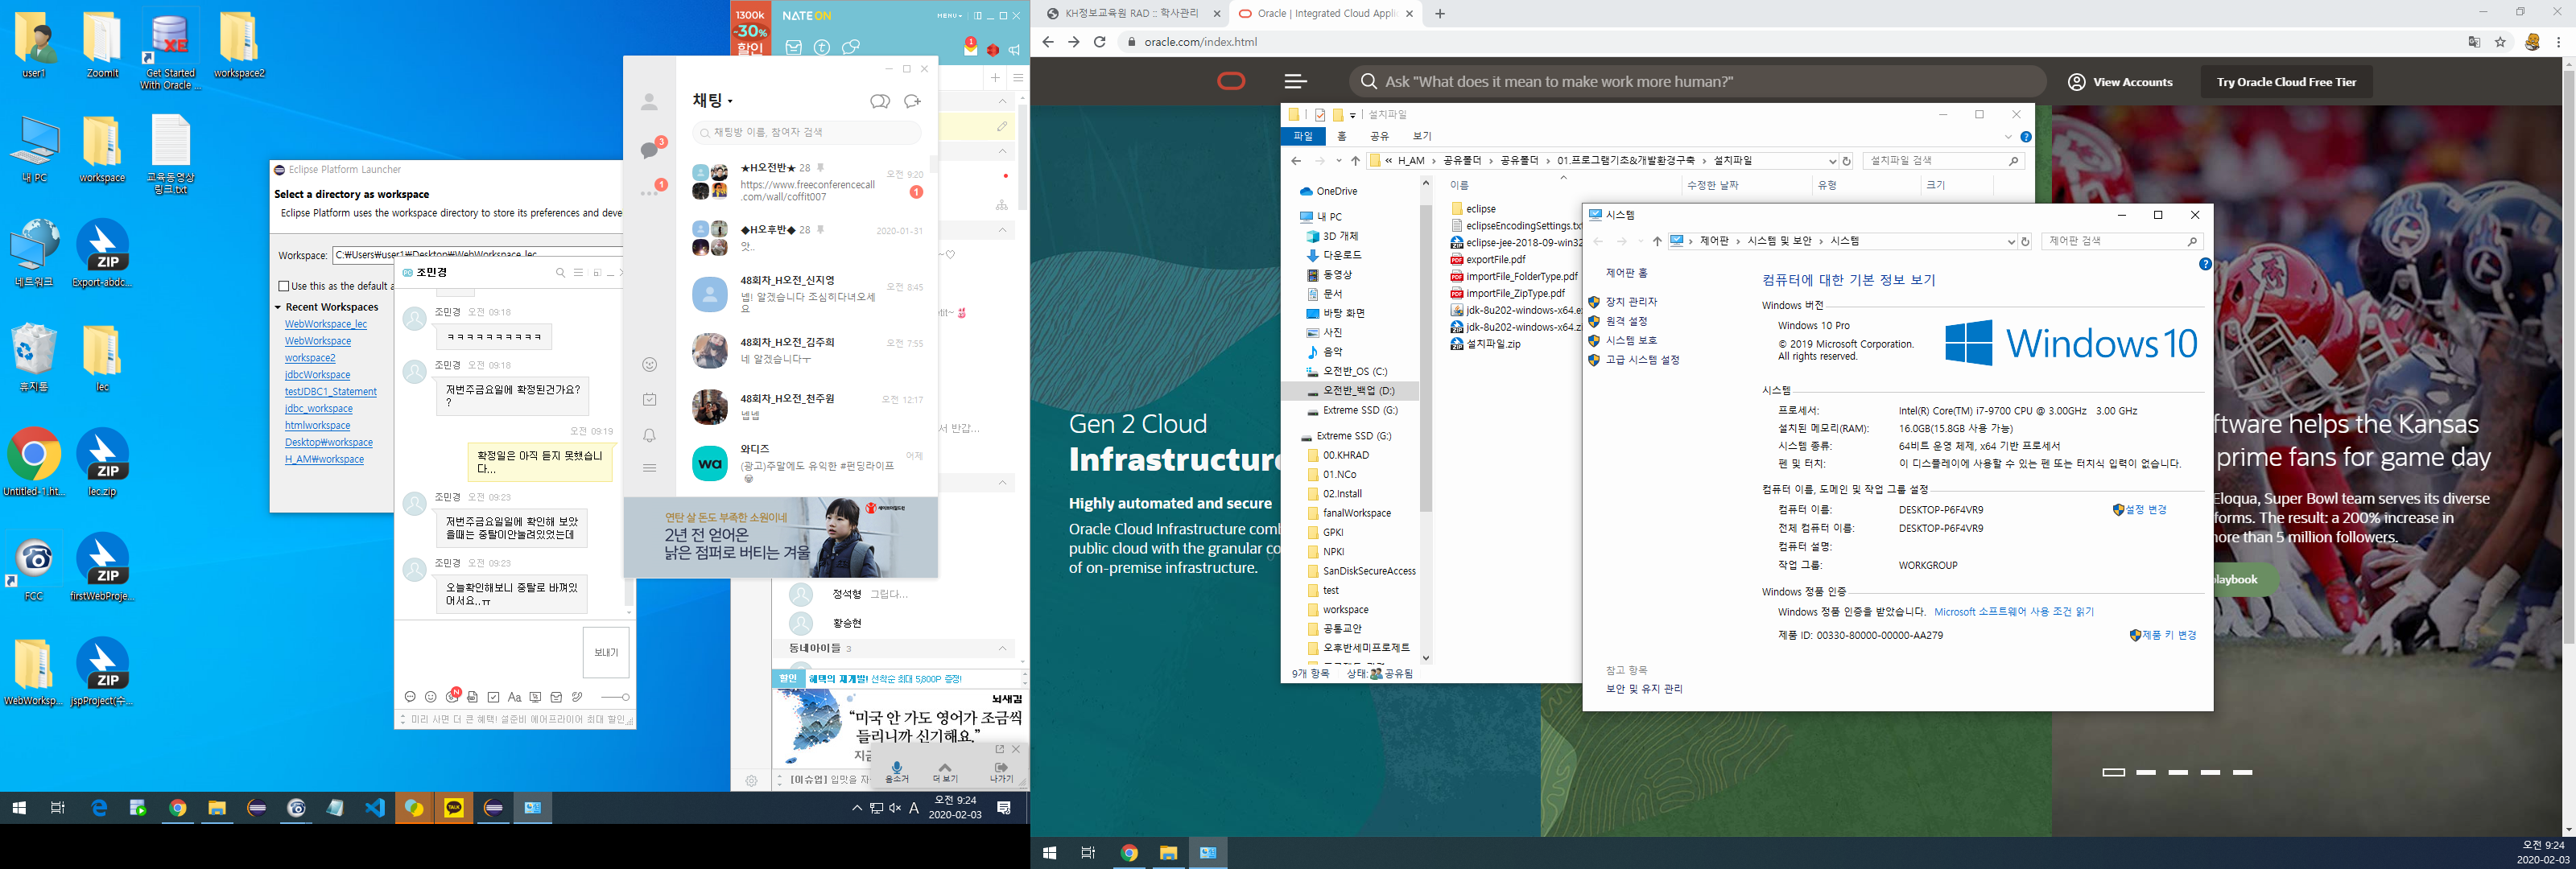 user1
ZoomIt
Get Started
With Oracle ...
workspace2
내 PC
workspace
교육동영상
링크.txt
네트워크
Export-abdc...
휴지통
lec
Untitled-1.ht...
lec.zip
FCC
firstWebProje...
WebWorksp...
jspProject(수...
Eclipse Platform Launcher
Select a directory as workspace
Eclipse Platform uses the workspace directory to store its preferences and deve
Workspace:
C:₩Users₩user1₩Desktop₩WebWorkspace_lec
Use this as the default a
Recent Workspaces
WebWorkspace_lec
WebWorkspace
workspace2
jdbcWorkspace
testJDBC1_Statement
jdbc_workspace
htmlworkspace
Desktop₩workspace
H_AM₩workspace
조민경
조민경 오전 09:18
ㅋㅋㅋㅋㅋㅋㅋㅋㅋㅋ
조민경 오전 09:18
저번주금요일에 확정된건가요?
?
오전 09:19
확정일은 아직 듣지 못했습니
다...
조민경 오전 09:23
저번주금요일일에 확인해 보았
을때는 중탈이안눌려있었는데
조민경 오전 09:23
오늘확인해보니 중탈로 바껴있
어서요..ㅠ
보내기
미리 사면 더 큰 혜택! 설준비 에어프라이어 최대 할인
1300k
-30%
할인
NATE ON
MENU
채팅
채팅방 이름, 참여자 검색
3
1
★H오전반★ 28
오전 9:20
https://www.freeconferencecall
.com/wall/coffit007
1
◆H오후반◆ 28
2020-01-31
앗..
48회차_H오전_신지영
오전 8:45
넵! 알겠습니다 조심히다녀오세
요
48회차_H오전_김주희
오전 7:55
네 알겠습니다ㅜ
48회차_H오전_천주원
오전 12:17
넵넵
와디즈
어제
(광고)주말에도 유익한 #펀딩라이프
wa
연탄 살 돈도 부족한 소원이네
2년 전 얻어온
낡은 점퍼로 버티는 겨울
세이브더칠드런
서 반갑...
정석형 그립다...
황승현
동네아이들 3
할인
혜택의 재개발! 선착순 최대 5,800P 증정!
뇌새김
“미국 안 가도 영어가 조금씩
들리니까 신기해요.”
지금
[이슈업] 입맛을 자
음소거
더 보기
나가기
A
오전 9:24
2020-02-03
KH정보교육원 RAD :: 학사관리
Oracle | Integrated Cloud Appli
oracle.com/index.html
Ask "What does it mean to make work more human?"
View Accounts
Try Oracle Cloud Free Tier
Gen 2 Cloud
Infrastructure
Highly automated and secure
Oracle Cloud Infrastructure comb
public cloud with the granular co
of on-premise infrastructure.
설치파일
파일
홈
공유
보기
« H_AM > 공유폴더 > 공유폴더 > 01.프로그램기초&개발환경구축 > 설치파일
설치파일 검색
이름
수정한 날짜
유형
크기
OneDrive
내 PC
3D 개체
다운로드
동영상
문서
바탕 화면
사진
음악
오전반_OS (C:)
오전반_백업 (D:)
Extreme SSD (G:)
Extreme SSD (G:)
00.KHRAD
01.NCo
02.Install
fanalWorkspace
GPKI
NPKI
SanDiskSecureAccess
test
workspace
공통교안
오후반세미프로제트
eclipse
eclipseEncodingSettings.txt
eclipse-jee-2018-09-win32
exportFile.pdf
importFile_FolderType.pdf
importFile_ZipType.pdf
jdk-8u202-windows-x64.e
jdk-8u202-windows-x64.z
설치파일.zip
9개 항목
상태: 공유됨
시스템
제어판 > 시스템 및 보안 > 시스템
제어판 검색
제어판 홈
장치 관리자
원격 설정
시스템 보호
고급 시스템 설정
컴퓨터에 대한 기본 정보 보기
Windows 버전
Windows 10 Pro
© 2019 Microsoft Corporation.
All rights reserved.
Windows 10
시스템
프로세서: Intel(R) Core(TM) i7-9700 CPU @ 3.00GHz 3.00 GHz
설치된 메모리(RAM): 16.0GB(15.8GB 사용 가능)
시스템 종류: 64비트 운영 체제, x64 기반 프로세서
펜 및 터치: 이 디스플레이에 사용할 수 있는 펜 또는 터치식 입력이 없습니다.
컴퓨터 이름, 도메인 및 작업 그룹 설정
컴퓨터 이름: DESKTOP-P6F4VR9
설정 변경
전체 컴퓨터 이름: DESKTOP-P6F4VR9
컴퓨터 설명:
작업 그룹: WORKGROUP
Windows 정품 인증
Windows 정품 인증을 받았습니다. Microsoft 소프트웨어 사용 조건 읽기
제품 ID: 00330-80000-00000-AA279
제품 키 변경
참고 항목
보안 및 유지 관리
ftware helps the Kansas
prime fans for game day
Eloqua, Super Bowl team serves its diverse
forms. The result: a 200% increase in
more than 5 million followers.
playbook
오전 9:24
2020-02-03